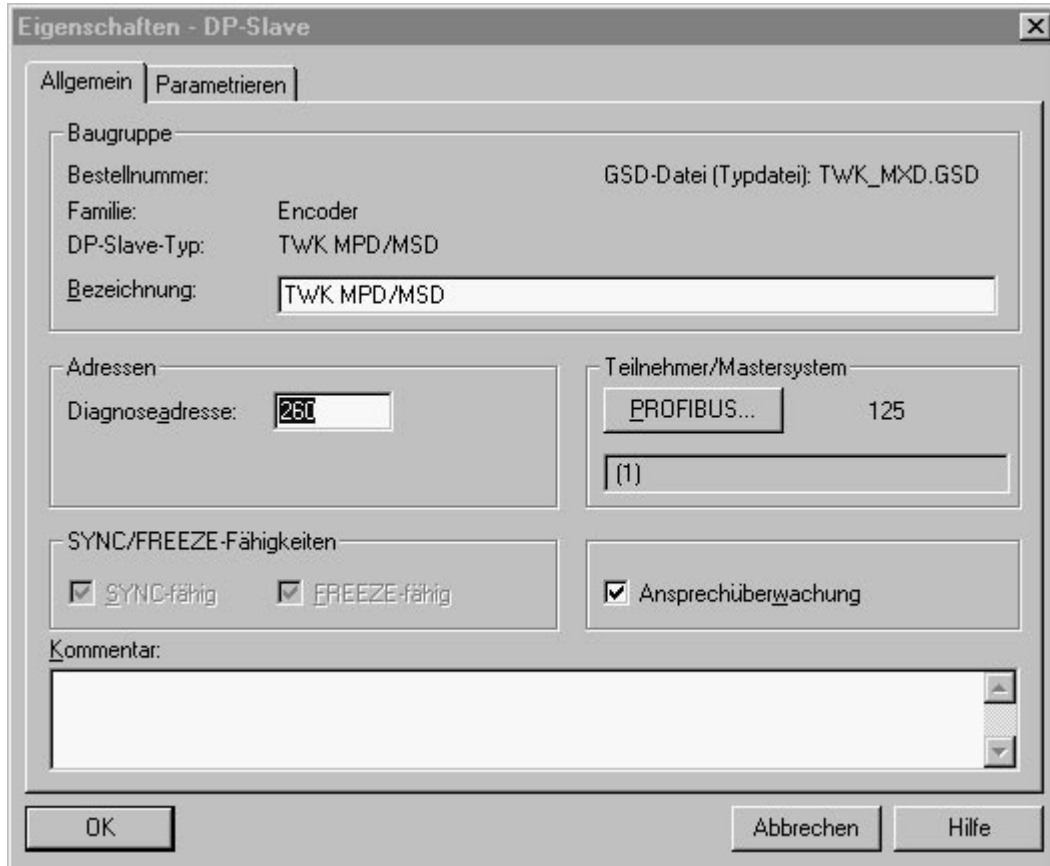 Eigenschaften - DP-Slave
Allgemein Parametrieren
Baugruppe
Bestellnummer: GSD-Datei (Typdatei): TWK_MXD.GSD
Familie: Encoder
DP-Slave-Typ: TWK MPD/MSD
Bezeichnung: TWK MPD/MSD
Adressen
Diagnoseadresse: 260
Teilnehmer/Mastersystem
PROFIBUS... 125
(1)
SYNC/FREEZE-Fähigkeiten
SYNC-fähig FREEZE-fähig
Ansprechüberwachung
Kommentar:
OK Abbrechen Hilfe